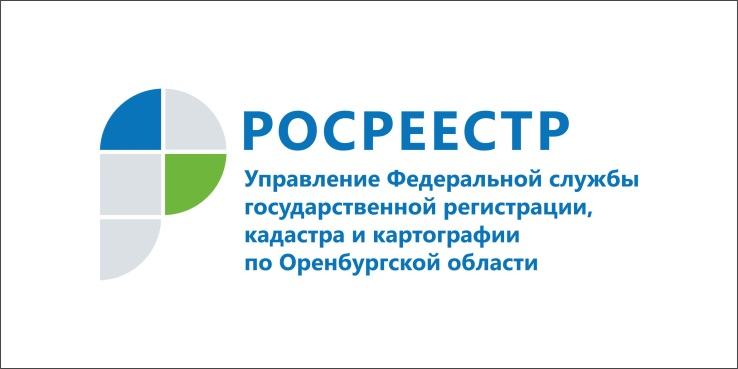 РОСРЕЕСТР
Управление Федеральной службы
государственной регистрации,
кадастра и картографии
по Оренбургской области